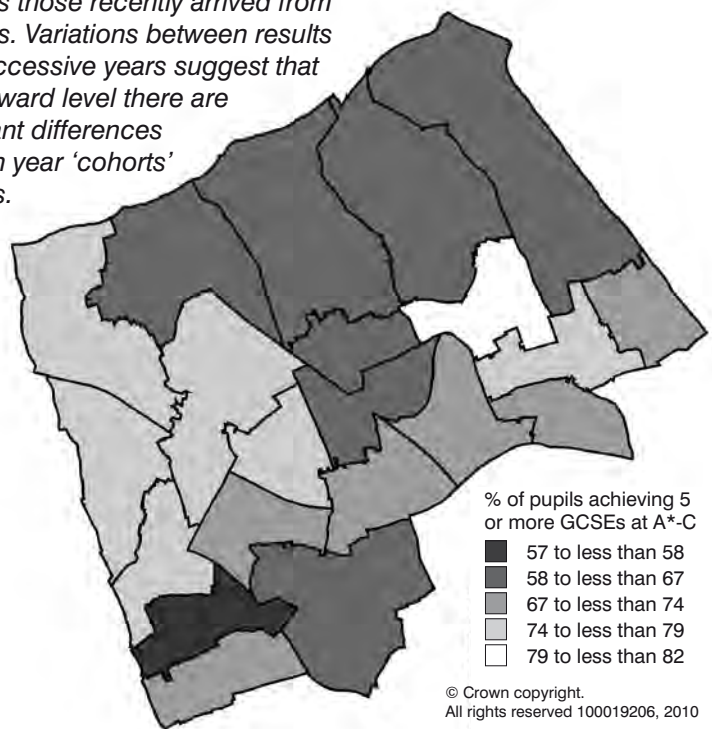 s those recently arrived from
s. Variations between results
ccessive years suggest that
ward level there are
ant differences
n year ‘cohorts’
s.
% of pupils achieving 5
or more GCSEs at A*-C
57 to less than 58
58 to less than 67
67 to less than 74
74 to less than 79
79 to less than 82
© Crown copyright.
All rights reserved 100019206, 2010